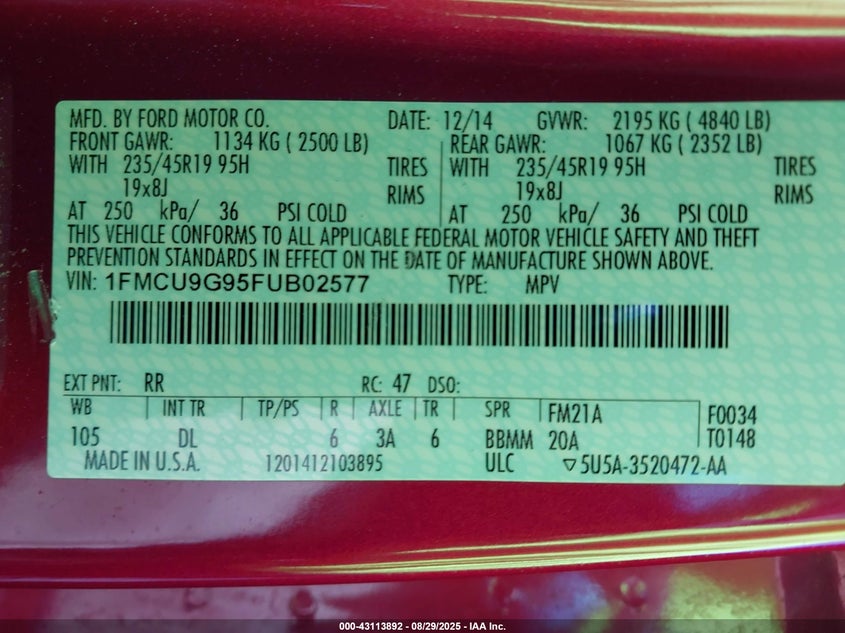 MFD. BY FORD MOTOR CO. DATE: 12/14 GVWR: 2195 KG ( 4840 LB)
FRONT GAWR: 1134 KG ( 2500 LB) REAR GAWR: 1067 KG ( 2352 LB)
WITH 235/45R19 95H TIRES WITH 235/45R19 95H TIRES
19x8J RIMS 19x8J RIMS
AT 250 kPa/ 36 PSI COLD AT 250 kPa/ 36 PSI COLD
THIS VEHICLE CONFORMS TO ALL APPLICABLE FEDERAL MOTOR VEHICLE SAFETY AND THEFT
PREVENTION STANDARDS IN EFFECT ON THE DATE OF MANUFACTURE SHOWN ABOVE.
VIN: 1FMCU9G95FUB02577 TYPE: MPV
EXT PNT: RR RC: 47 DSO:
WB INT TR TP/PS R AXLE TR SPR FM21A F0034
105 DL 6 3A 6 BBMM 20A T0148
MADE IN U.S.A. 1201412103895 ULC ▽5U5A-3520472-AA
000-43113892 - 08/29/2025 - IAA Inc.